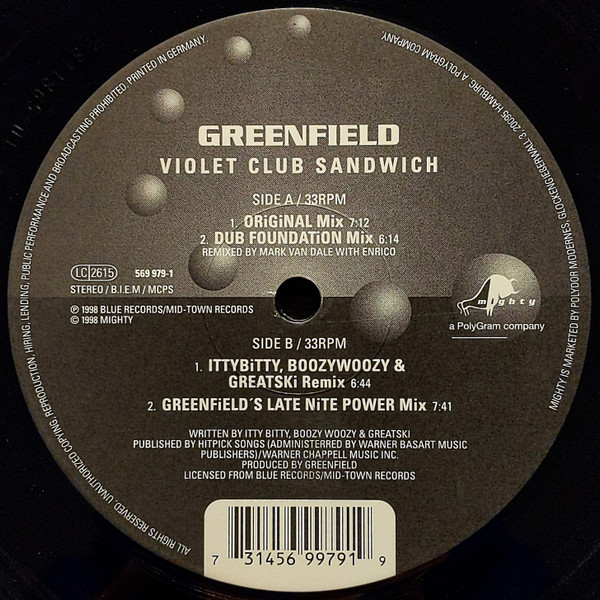 GREENFIELD
VIOLET CLUB SANDWICH
SIDE A / 33RPM
1. ORiGiNAL Mix 7:12
2. DUB FOUNDATiON Mix 6:14
REMIXED BY MARK VAN DALE WITH ENRICO
LC 2615 569 979-1
STEREO / B.I.E.M / MCPS
℗ 1998 BLUE RECORDS/MID-TOWN RECORDS
© 1998 MIGHTY
mighty
a PolyGram company
SIDE B / 33RPM
1. ITTYBiTTY, BOOZYWOOZY &
GREATSKi Remix 6:44
2. GREENFiELD´S LATE NiTE POWER Mix 7:41
WRITTEN BY ITTY BITTY, BOOZY WOOZY & GREATSKI
PUBLISHED BY HITPICK SONGS (ADMINISTERED BY WARNER BASART MUSIC
PUBLISHERS)/WARNER CHAPPELL MUSIC INC.
PRODUCED BY GREENFIELD
LICENSED FROM BLUE RECORDS/MID-TOWN RECORDS
7 31456 99791 9
ALL RIGHTS RESERVED. UNAUTHORIZED COPYING, REPRODUCTION, HIRING, LENDING, PUBLIC PERFORMANCE AND BROADCASTING PROHIBITED. PRINTED IN GERMANY.
MIGHTY IS MARKETED BY POLYDOR MODERNES, GLOCKENGIEßERWALL 3, 20095 HAMBURG. A POLYGRAM COMPANY